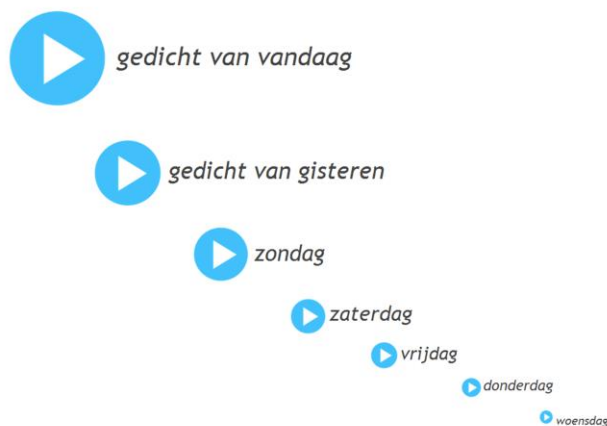 gedicht van vandaag
gedicht van gisteren
zondag
zaterdag
vrijdag
donderdag
woensdag